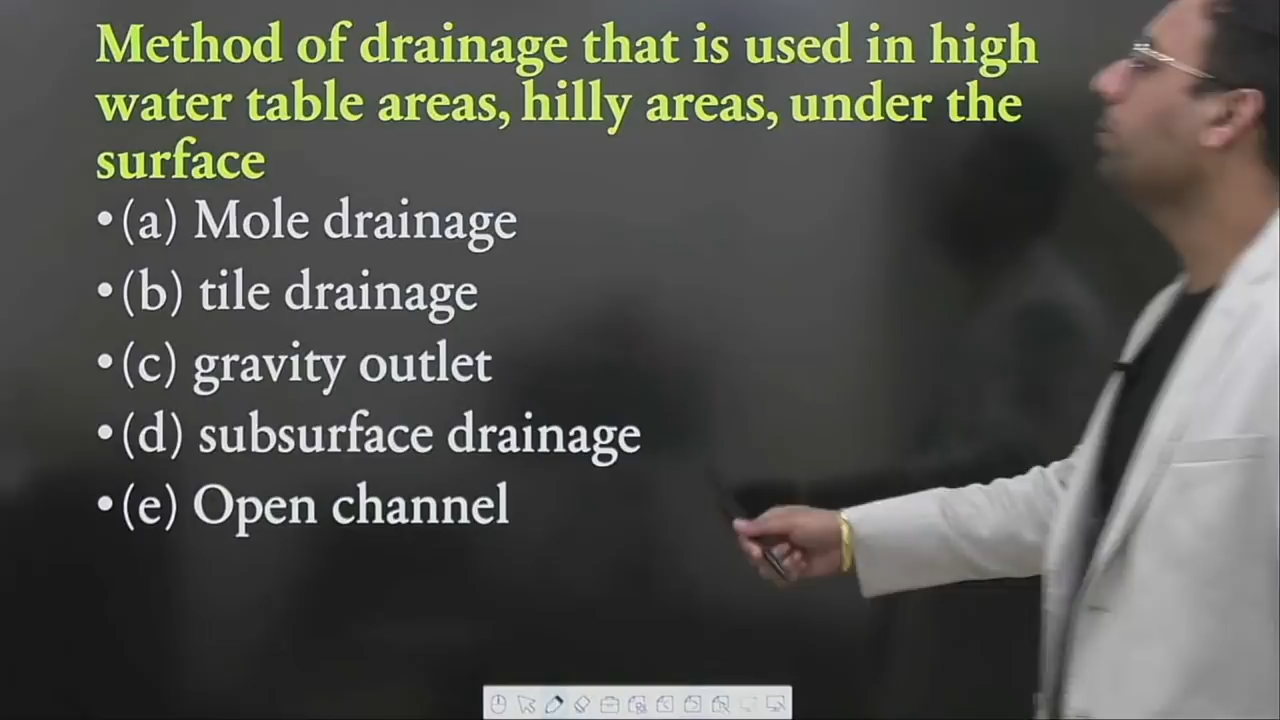 Method of drainage that is used in high
water table areas, hilly areas, under the
surface
•(a) Mole drainage
•(b) tile drainage
•(c) gravity outlet
•(d) subsurface drainage
•(e) Open channel